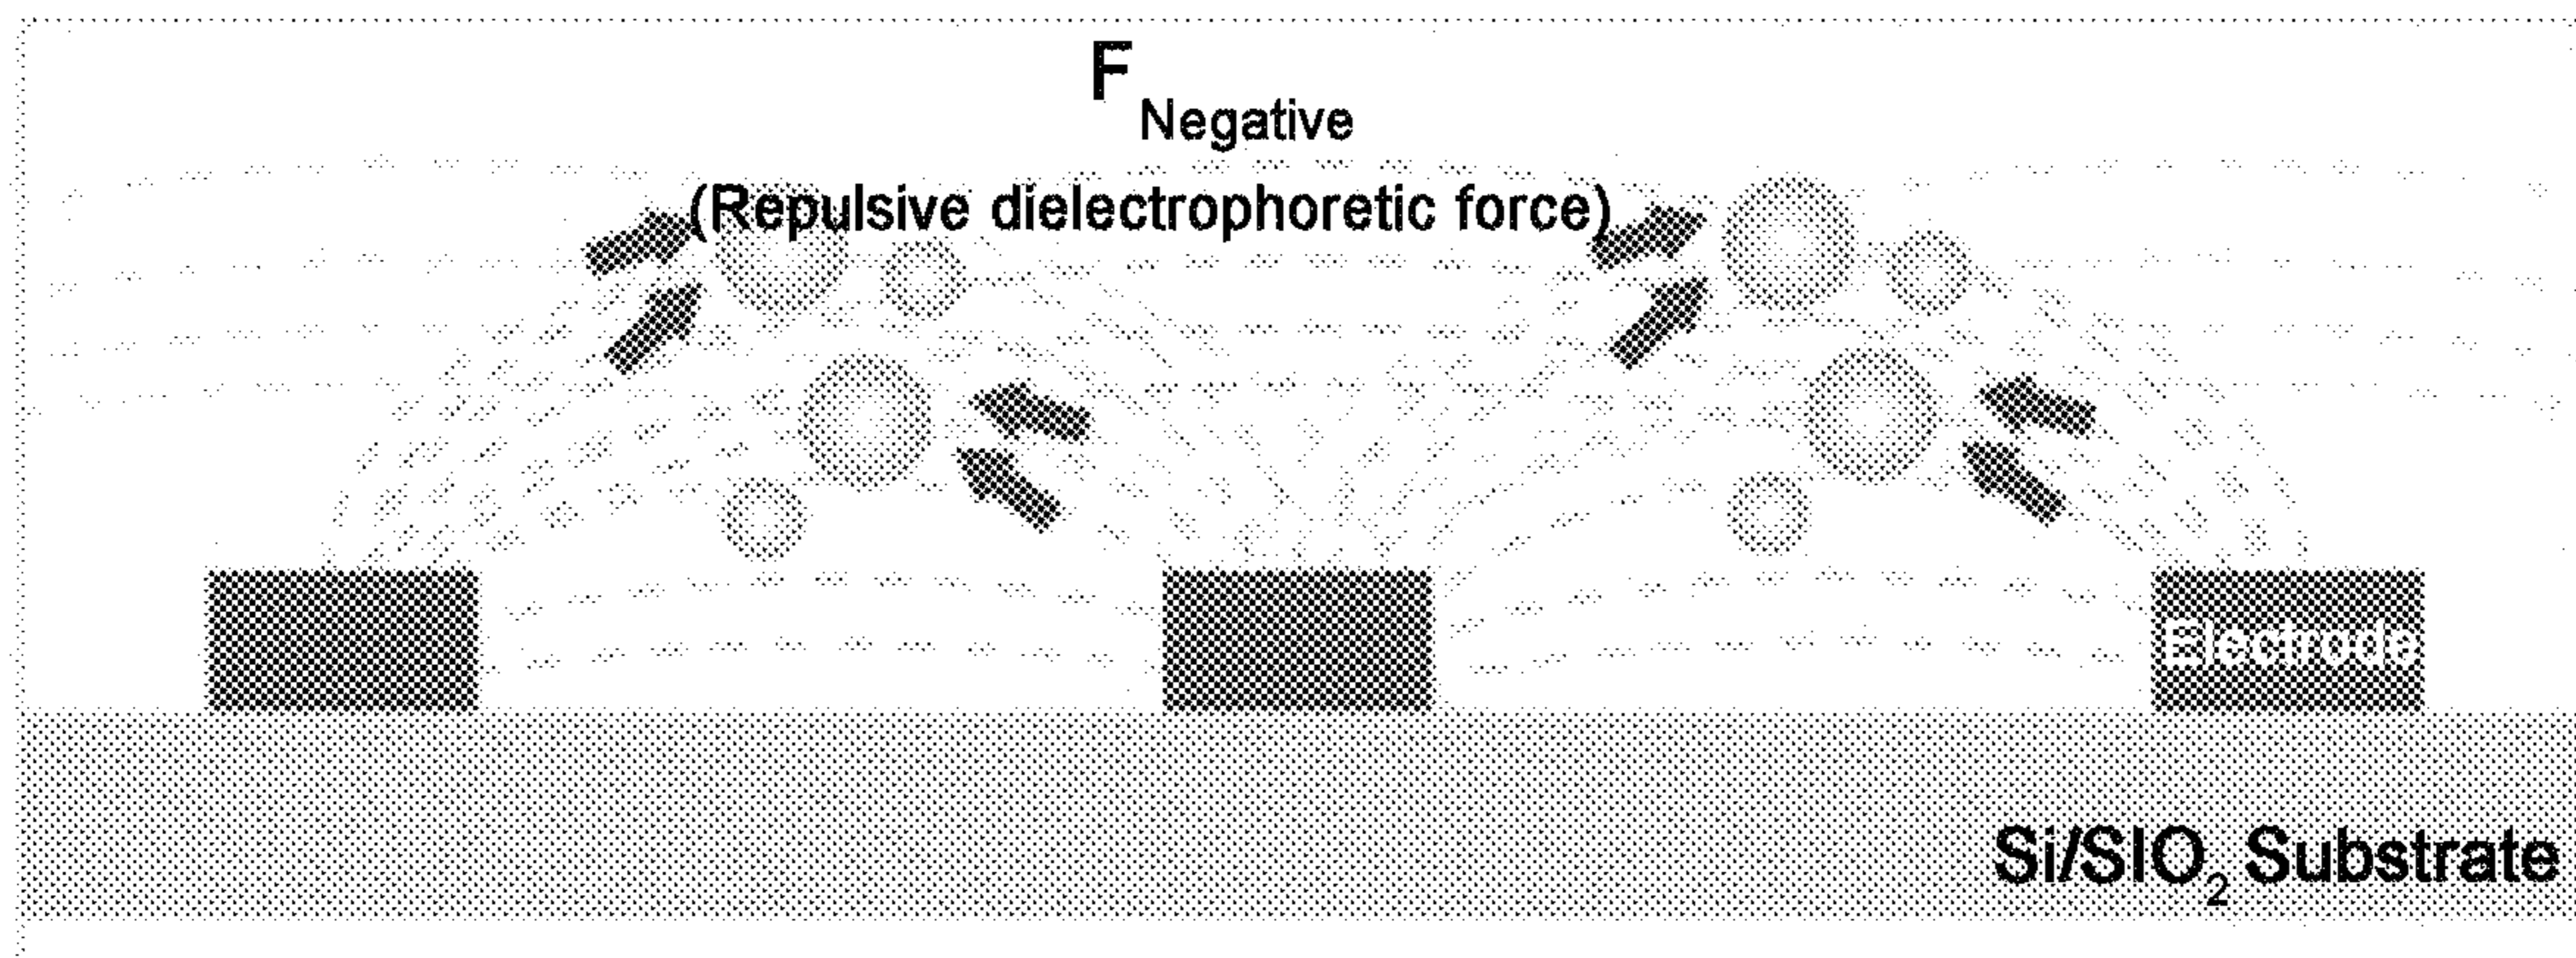 F Negative
(Repulsive dielectrophoretic force)
Electrode
Si/SIO₂ Substrate